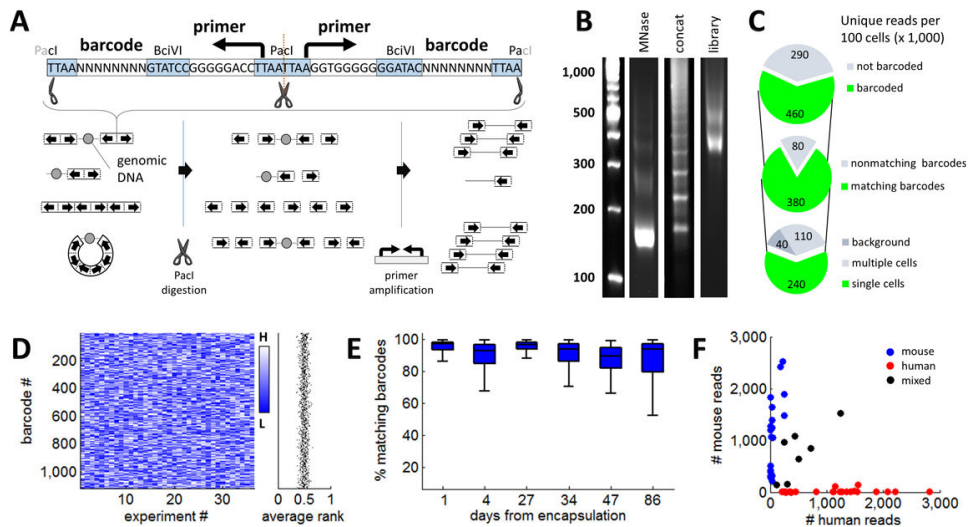 A
primer
primer
PacI
barcode
BciVI
PacI
BciVI
barcode
PacI
TTAANNNNNNNNGTATCCGGGGGACCTTAATTAAGGTGGGGGGGATACNNNNNNNNTTAA
genomic
DNA
PacI
digestion
primer
amplification
B
MNase
concat
library
1,000
500
300
200
100
C
Unique reads per
100 cells (x 1,000)
290
460
not barcoded
barcoded
80
380
nonmatching barcodes
matching barcodes
40
110
240
background
multiple cells
single cells
D
barcode #
200
400
600
800
1,000
10
20
30
experiment #
H
L
0
0.5
1
average rank
E
% matching barcodes
100
80
60
40
20
1
4
27
34
47
86
days from encapsulation
F
# mouse reads
3,000
2,000
1,000
0
0
1,000
2,000
3,000
# human reads
mouse
human
mixed